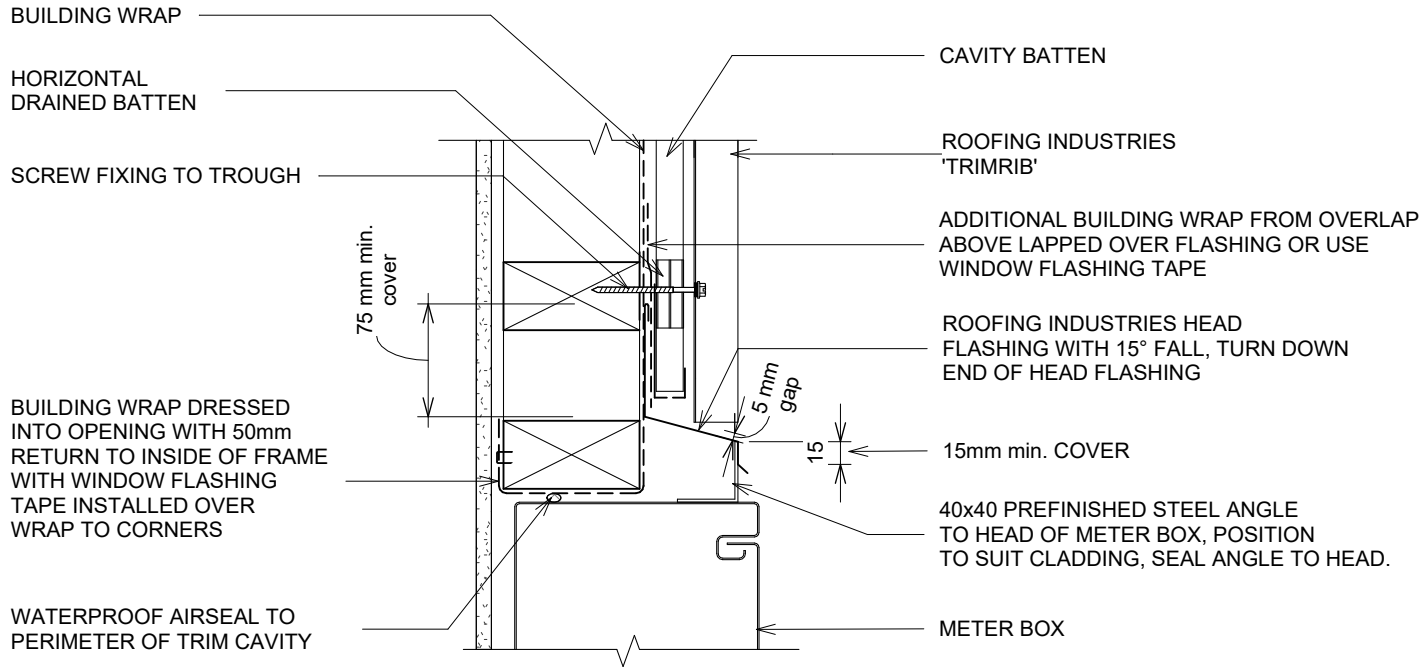 BUILDING WRAP
HORIZONTAL
DRAINED BATTEN
SCREW FIXING TO TROUGH
75 mm min.
cover
BUILDING WRAP DRESSED
INTO OPENING WITH 50mm
RETURN TO INSIDE OF FRAME
WITH WINDOW FLASHING
TAPE INSTALLED OVER
WRAP TO CORNERS
WATERPROOF AIRSEAL TO
PERIMETER OF TRIM CAVITY
CAVITY BATTEN
ROOFING INDUSTRIES
'TRIMRIB'
ADDITIONAL BUILDING WRAP FROM OVERLAP
ABOVE LAPPED OVER FLASHING OR USE
WINDOW FLASHING TAPE
ROOFING INDUSTRIES HEAD
FLASHING WITH 15° FALL, TURN DOWN
END OF HEAD FLASHING
5 mm
gap
15
15mm min. COVER
40x40 PREFINISHED STEEL ANGLE
TO HEAD OF METER BOX, POSITION
TO SUIT CLADDING, SEAL ANGLE TO HEAD.
METER BOX